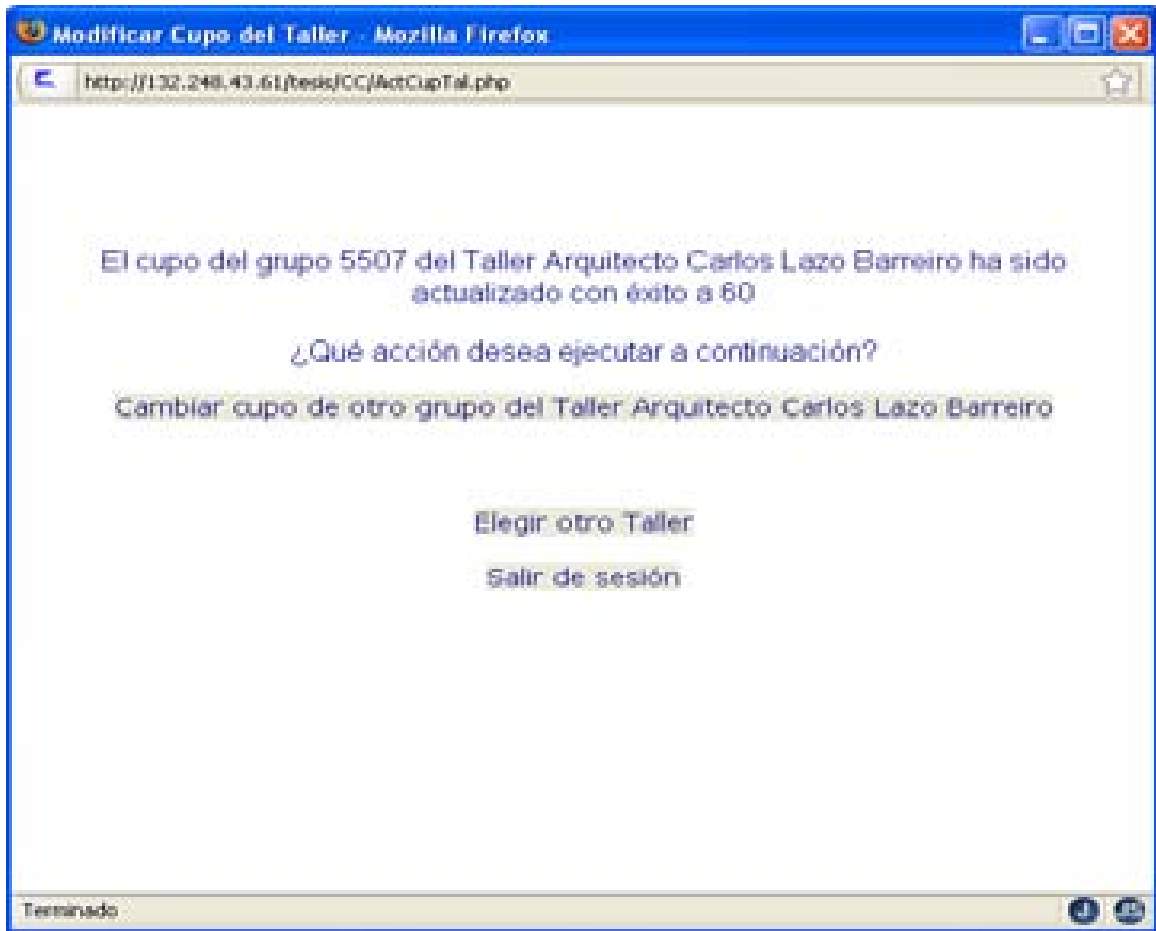 Modificar Cupo del Taller - Mozilla Firefox
http://132.248.43.61/tesis/CC/ActCupTal.php
El cupo del grupo 5507 del Taller Arquitecto Carlos Lazo Barreiro ha sido
actualizado con éxito a 60
¿Qué acción desea ejecutar a continuación?
Cambiar cupo de otro grupo del Taller Arquitecto Carlos Lazo Barreiro
Elegir otro Taller
Salir de sesión
Terminado